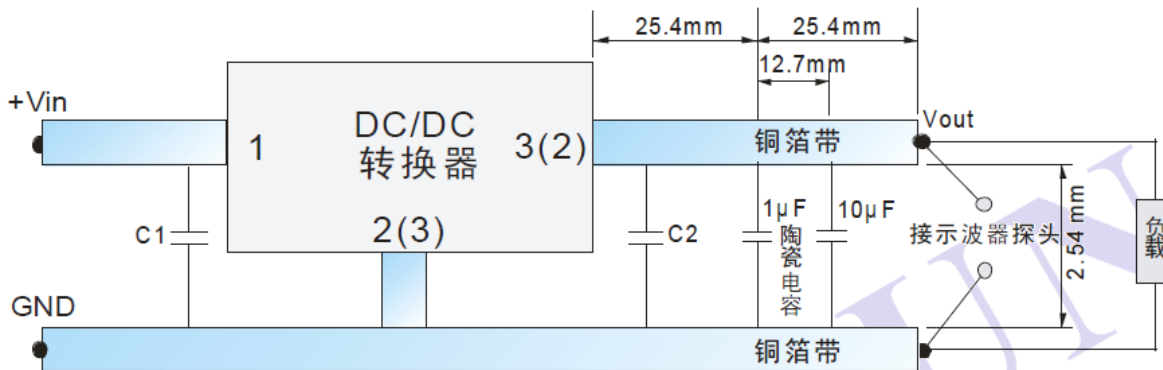 25.4mm
25.4mm
12.7mm
+Vin
DC/DC
转换器
1
3(2)
2(3)
铜箔带
Vout
C1
C2
1μF
陶瓷电容
10μF
接示波器探头
2.54mm
负载
GND
铜箔带
UN